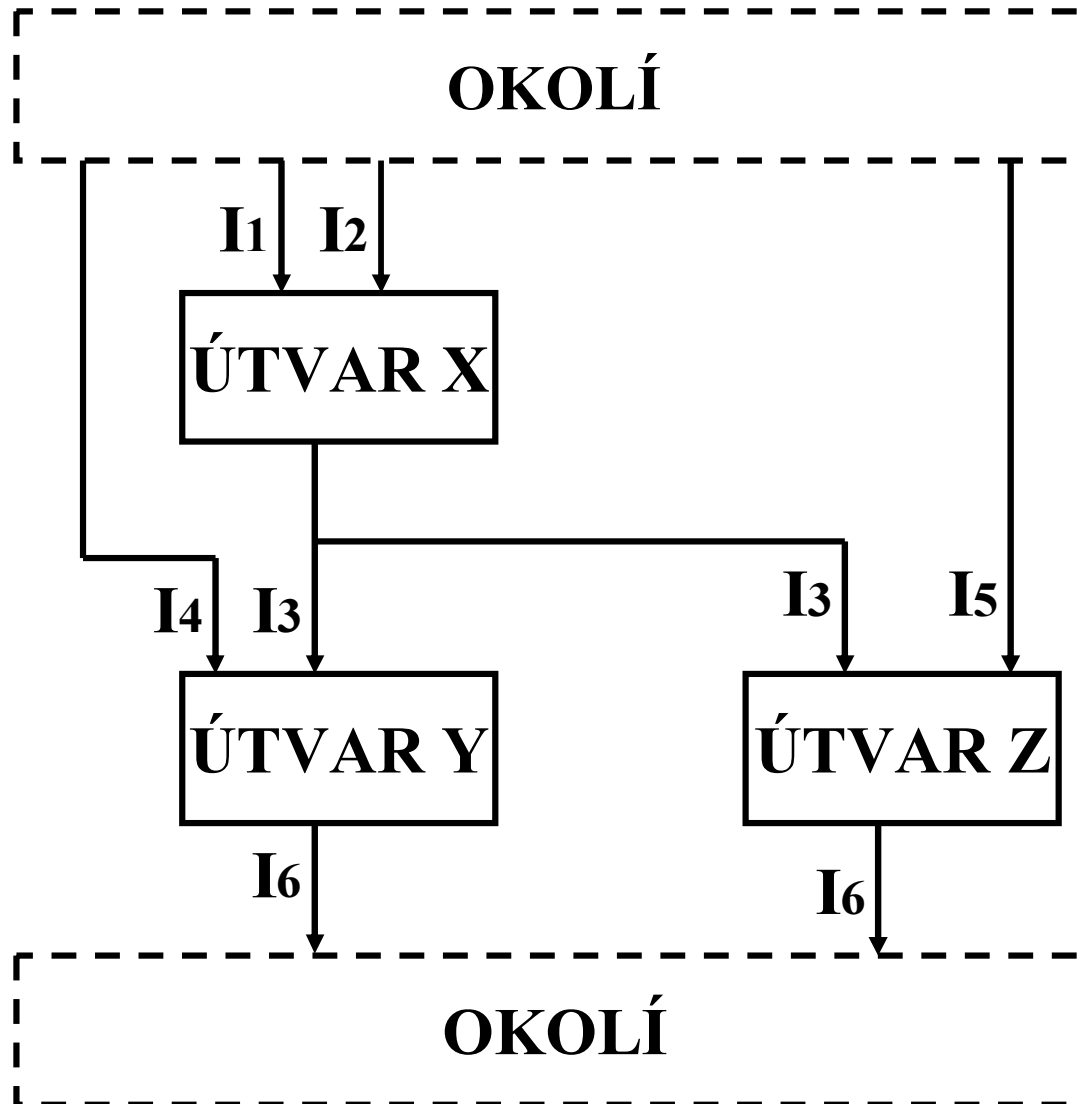 OKOLÍ
I1 I2
ÚTVAR X
I4 I3 I3 I5
ÚTVAR Y ÚTVAR Z
I6 I6
OKOLÍ